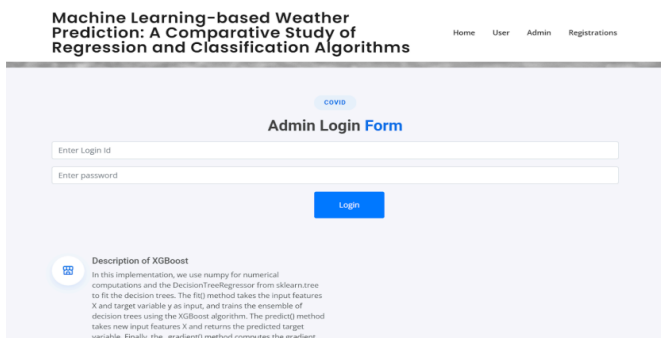 Machine Learning-based Weather
Prediction: A Comparative Study of
Regression and Classification Algorithms
Home User Admin Registrations
COVID
Admin Login Form
Enter Login Id
Enter password
Login
Description of XGBoost
In this implementation, we use numpy for numerical
computations and the DecisionTreeRegressor from sklearn.tree
to fit the decision trees. The fit() method takes the input features
X and target variable y as input, and trains the ensemble of
decision trees using the XGBoost algorithm. The predict() method
takes new input features X and returns the predicted target
variable. Finally, the _gradient() method computes the gradient